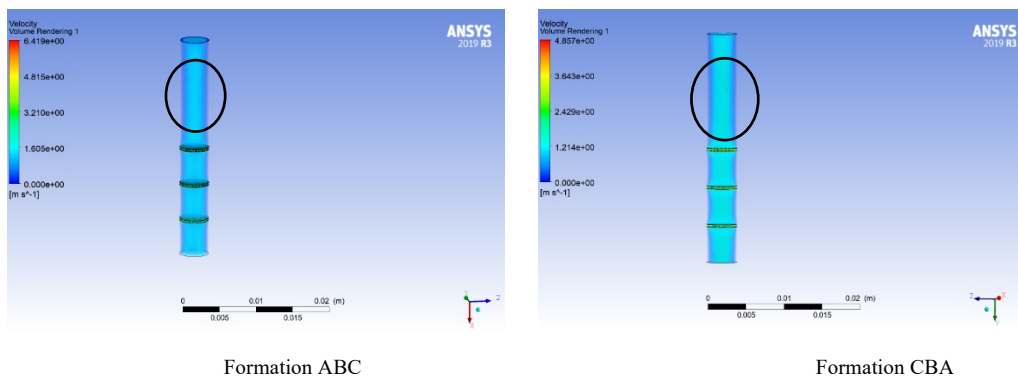 Velocity
Volume Rendering 1
6.419e+00
4.815e+00
3.210e+00
1.605e+00
0.000e+00
[m s^-1]
ANSYS
2019 R3
0 0.01 0.02 (m)
0.005 0.015
Y
Z
X
Formation ABC
Velocity
Volume Rendering 1
4.857e+00
3.643e+00
2.429e+00
1.214e+00
0.000e+00
[m s^-1]
ANSYS
2019 R3
0 0.01 0.02 (m)
0.005 0.015
Z
X
Y
Formation CBA